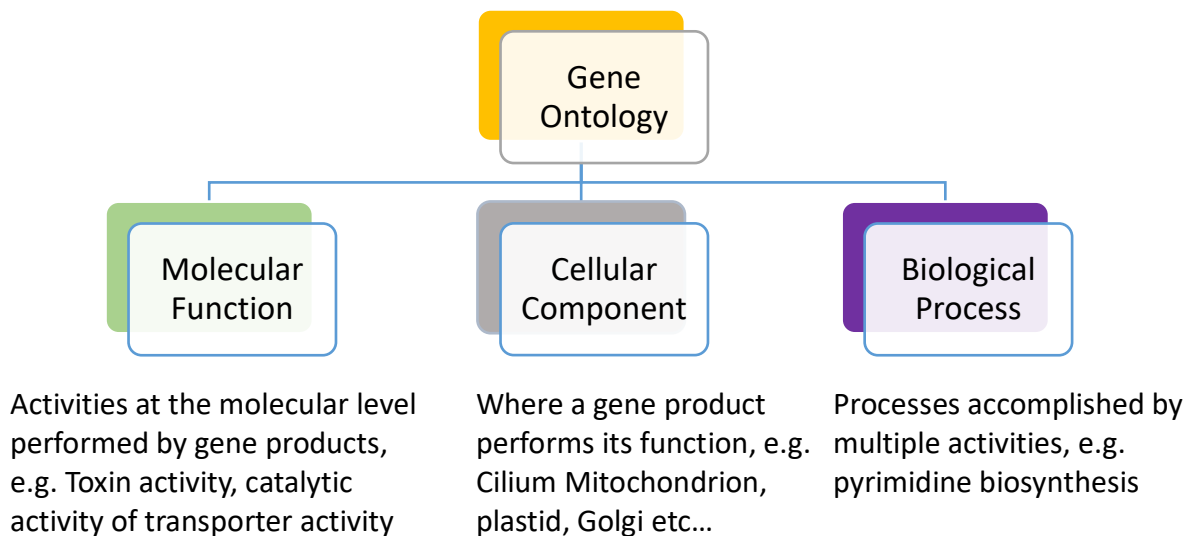 Gene
Ontology
Molecular
Function
Cellular
Component
Biological
Process
Activities at the molecular level
performed by gene products,
e.g. Toxin activity, catalytic
activity of transporter activity
Where a gene product
performs its function, e.g.
Cilium Mitochondrion,
plastid, Golgi etc…
Processes accomplished by
multiple activities, e.g.
pyrimidine biosynthesis